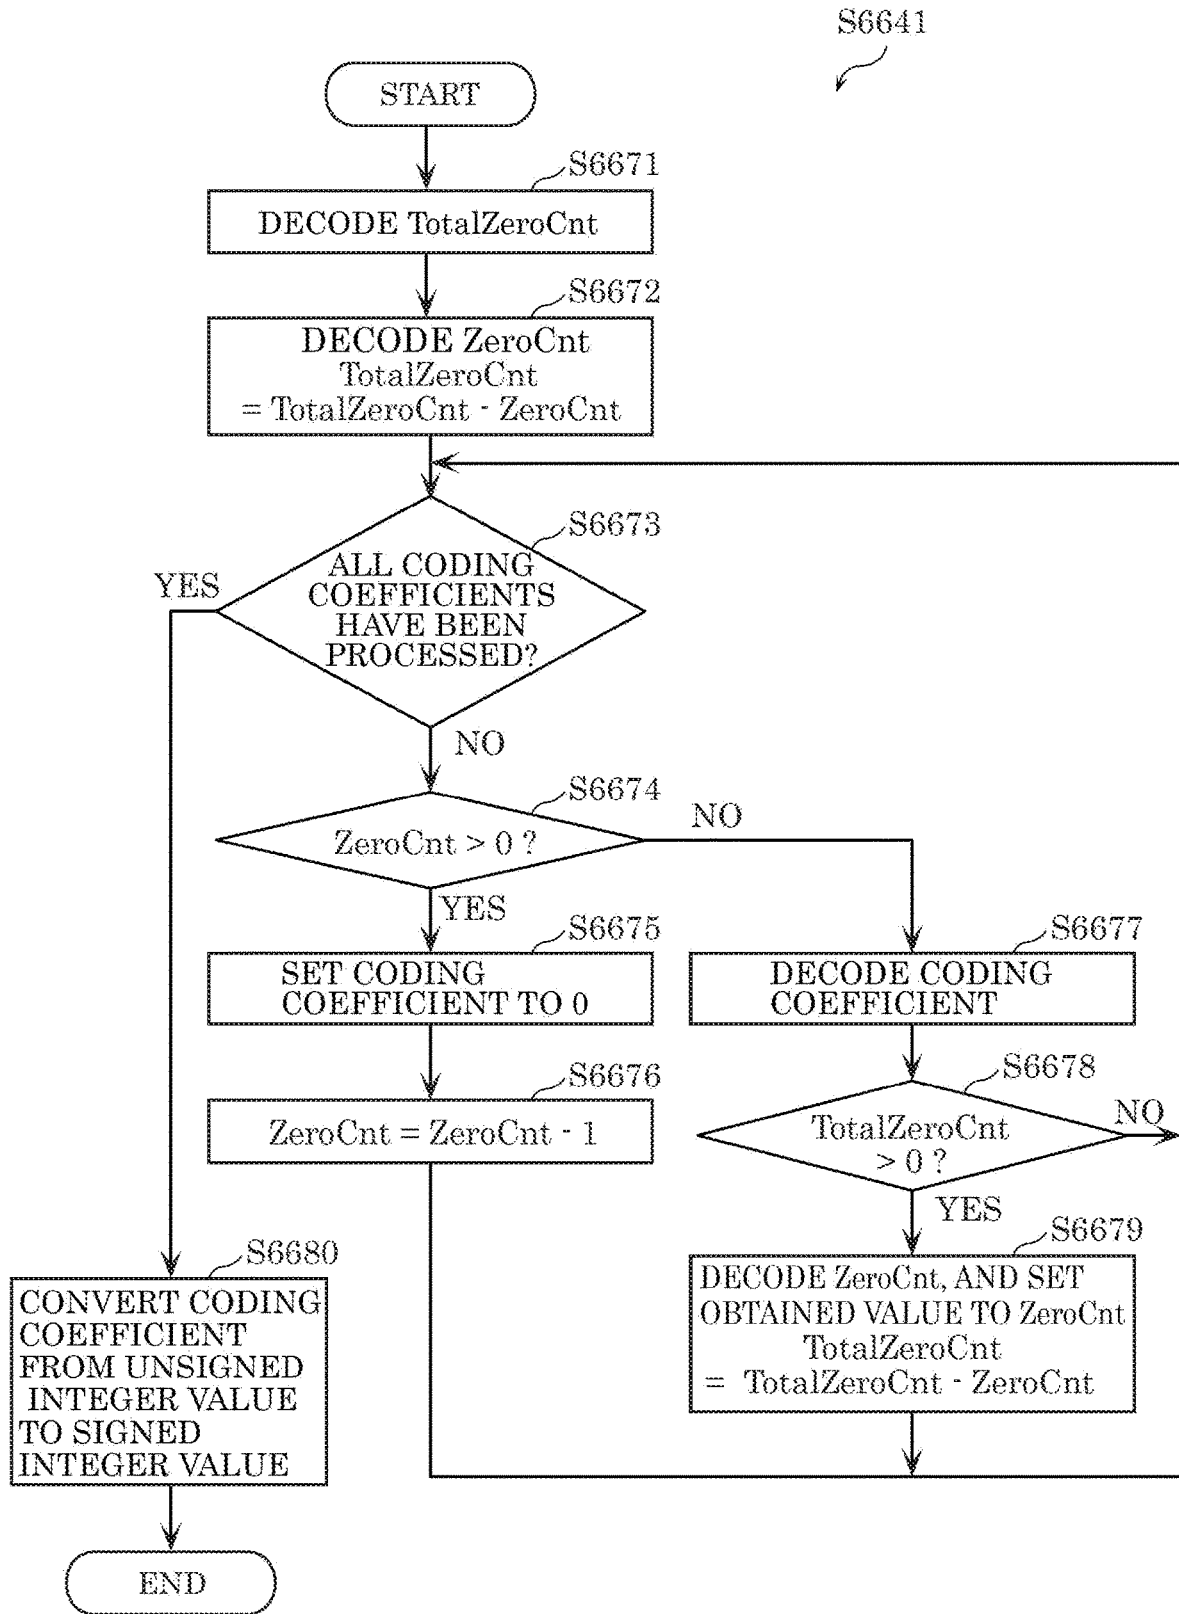 S6641
START
S6671
DECODE TotalZeroCnt
S6672
DECODE ZeroCnt
TotalZeroCnt
= TotalZeroCnt - ZeroCnt
S6673
ALL CODING
COEFFICIENTS
HAVE BEEN
PROCESSED?
YES
NO
S6674
ZeroCnt > 0 ?
NO
YES
S6675
SET CODING
COEFFICIENT TO 0
S6676
ZeroCnt = ZeroCnt - 1
S6677
DECODE CODING
COEFFICIENT
S6678
TotalZeroCnt
> 0 ?
NO
YES
S6679
DECODE ZeroCnt, AND SET
OBTAINED VALUE TO ZeroCnt
TotalZeroCnt
= TotalZeroCnt - ZeroCnt
S6680
CONVERT CODING
COEFFICIENT
FROM UNSIGNED
INTEGER VALUE
TO SIGNED
INTEGER VALUE
END